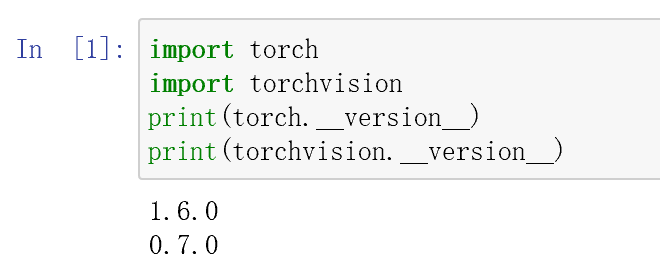 In [1]: import torch
import torchvision
print(torch.__version__)
print(torchvision.__version__)
1.6.0
0.7.0